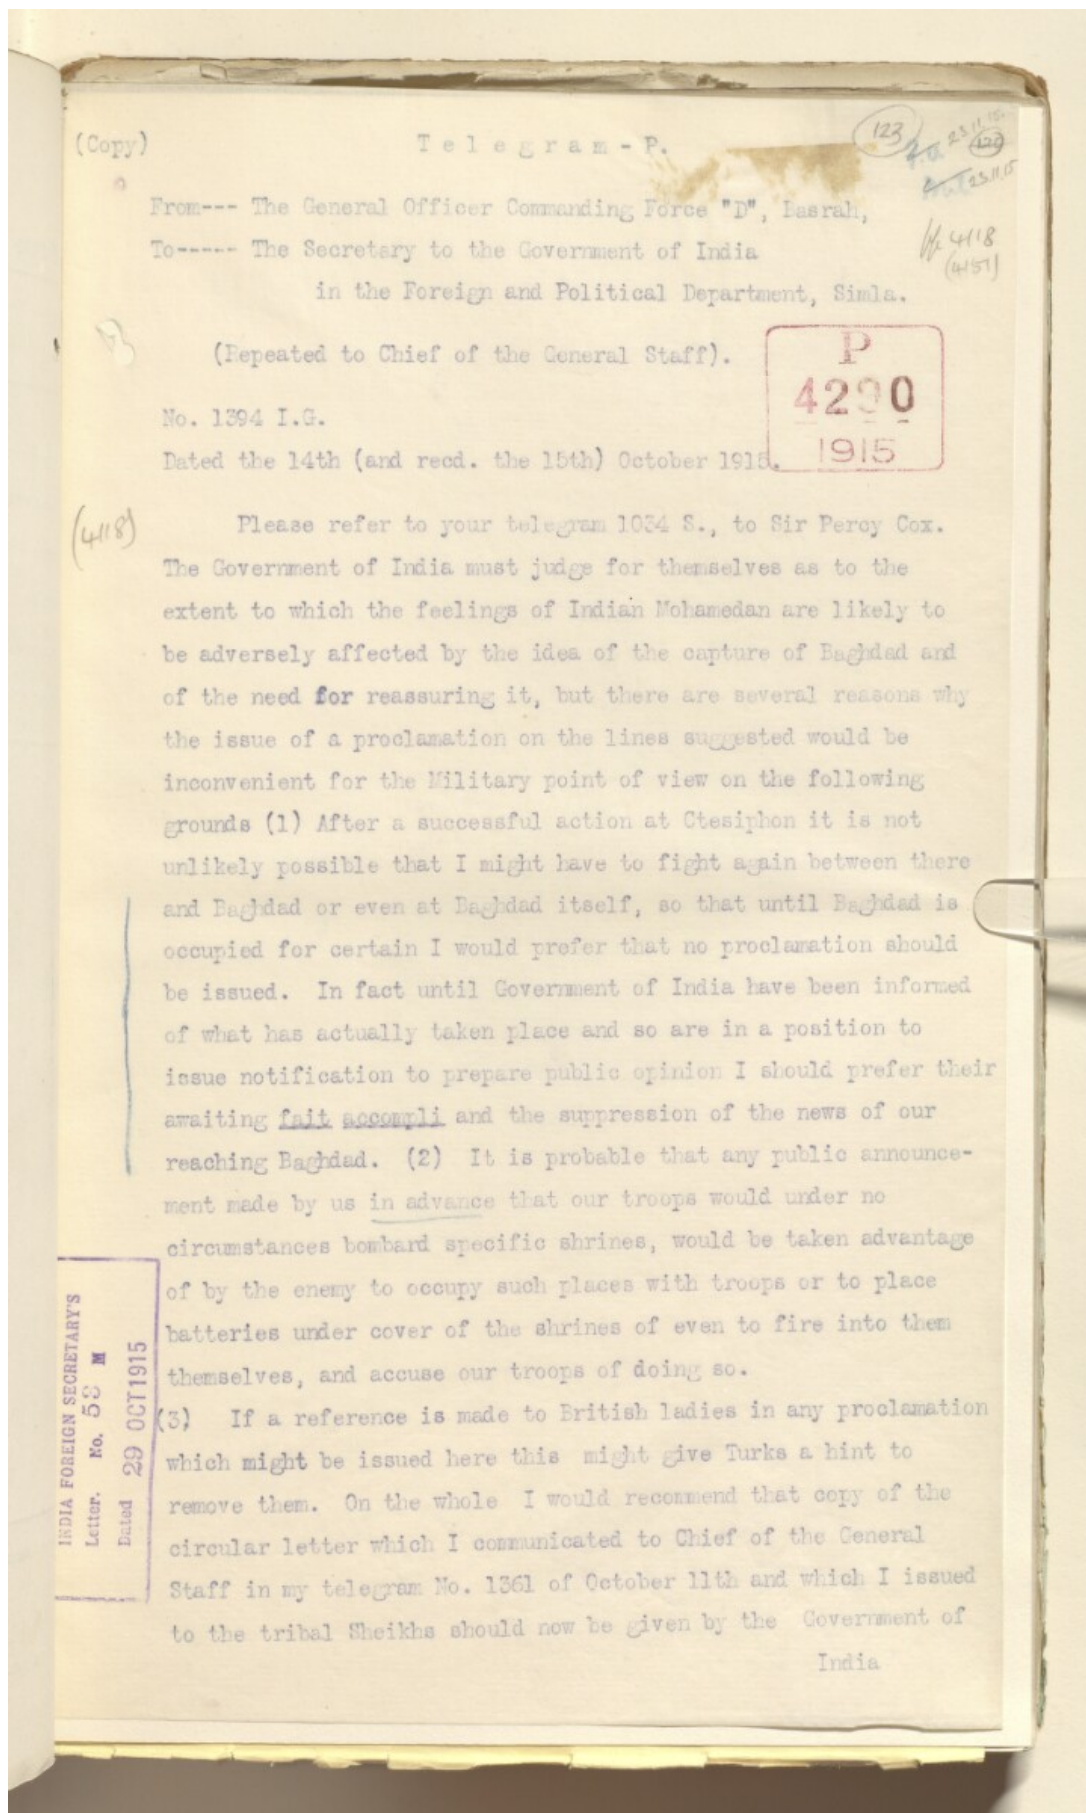 (Copy)
Telegram - P.
123
23.11.15.
23.11.15
From--- The General Officer Commanding Force "D", Basrah,
To----- The Secretary to the Government of India
in the Foreign and Political Department, Simla.
4118
(4151)
(Repeated to Chief of the General Staff).
P
4290
1915
No. 1394 I.G.
Dated the 14th (and recd. the 15th) October 1915.
(4118)
Please refer to your telegram 1034 S., to Sir Percy Cox.
The Government of India must judge for themselves as to the
extent to which the feelings of Indian Mohamedan are likely to
be adversely affected by the idea of the capture of Baghdad and
of the need for reassuring it, but there are several reasons why
the issue of a proclamation on the lines suggested would be
inconvenient for the Military point of view on the following
grounds (1) After a successful action at Ctesiphon it is not
unlikely possible that I might have to fight again between there
and Baghdad or even at Baghdad itself, so that until Baghdad is
occupied for certain I would prefer that no proclamation should
be issued. In fact until Government of India have been informed
of what has actually taken place and so are in a position to
issue notification to prepare public opinion I should prefer their
awaiting fait accompli and the suppression of the news of our
reaching Baghdad. (2) It is probable that any public announce-
ment made by us in advance that our troops would under no
circumstances bombard specific shrines, would be taken advantage
of by the enemy to occupy such places with troops or to place
batteries under cover of the shrines of even to fire into them
themselves, and accuse our troops of doing so.
(3) If a reference is made to British ladies in any proclamation
which might be issued here this might give Turks a hint to
remove them. On the whole I would recommend that copy of the
circular letter which I communicated to Chief of the General
Staff in my telegram No. 1361 of October 11th and which I issued
to the tribal Sheikhs should now be given by the Government of
India
INDIA FOREIGN SECRETARY'S
Letter. No. 53 M
Dated 29 OCT 1915